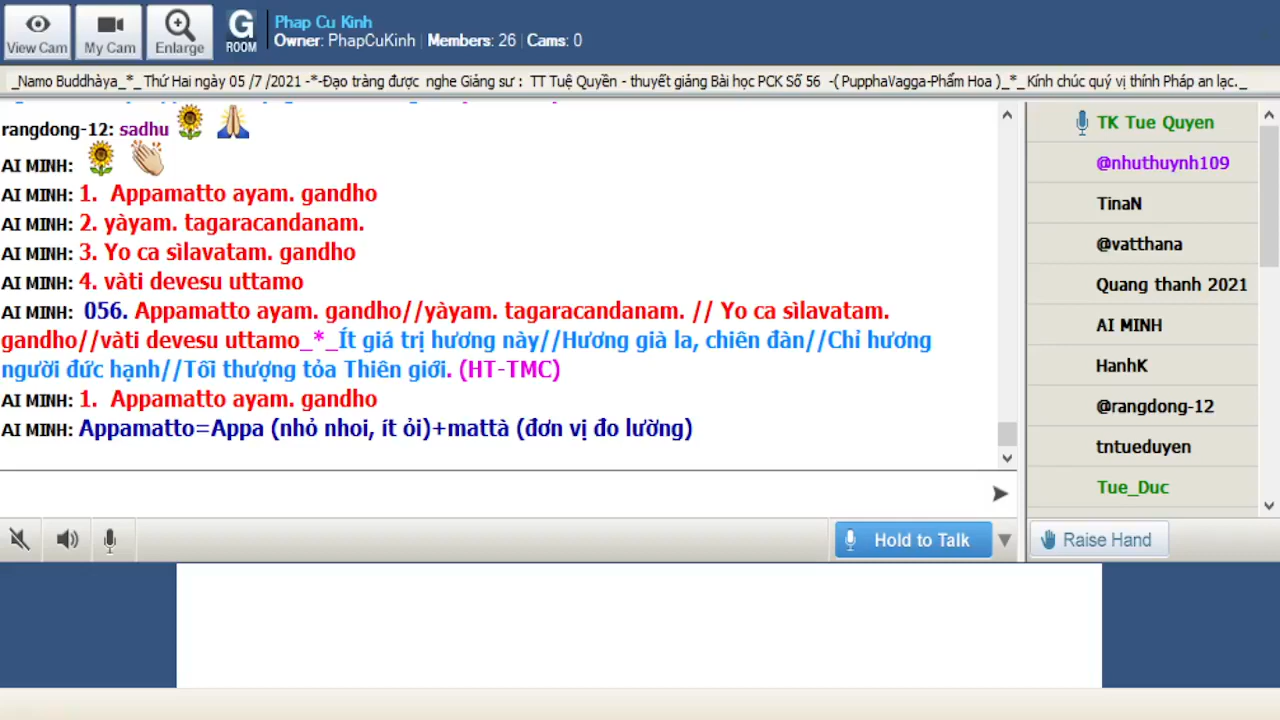 View Cam
My Cam
Enlarge
G
ROOM
Phap Cu Kinh
Owner: PhapCuKinh | Members: 26 | Cams: 0
_Namo Buddhàya_*_ Thứ Hai ngày 05 /7 /2021 -*-Đạo tràng được nghe Giảng sư : TT Tuệ Quyền - thuyết giảng Bài học PCK Số 56 -( PupphaVagga-Phẩm Hoa )_*_ Kính chúc quý vị thính Pháp an lạc._
rangdong-12: sadhu
AI MINH:
AI MINH: 1. Appamatto ayam. gandho
AI MINH: 2. yàyam. tagaracandanam.
AI MINH: 3. Yo ca sìlavatam. gandho
AI MINH: 4. vàti devesu uttamo
AI MINH: 056. Appamatto ayam. gandho//yàyam. tagaracandanam. // Yo ca sìlavatam.
gandho//vàti devesu uttamo_*_Ít giá trị hương này//Hương già la, chiên đàn//Chỉ hương
người đức hạnh//Tối thượng tỏa Thiên giới. (HT-TMC)
AI MINH: 1. Appamatto ayam. gandho
AI MINH: Appamatto=Appa (nhỏ nhoi, ít ỏi)+mattà (đơn vị đo lường)
TK Tue Quyen
@nhuthuynh109
TinaN
@vatthana
Quang thanh 2021
AI MINH
HanhK
@rangdong-12
tntueduyen
Tue_Duc
Hold to Talk
Raise Hand